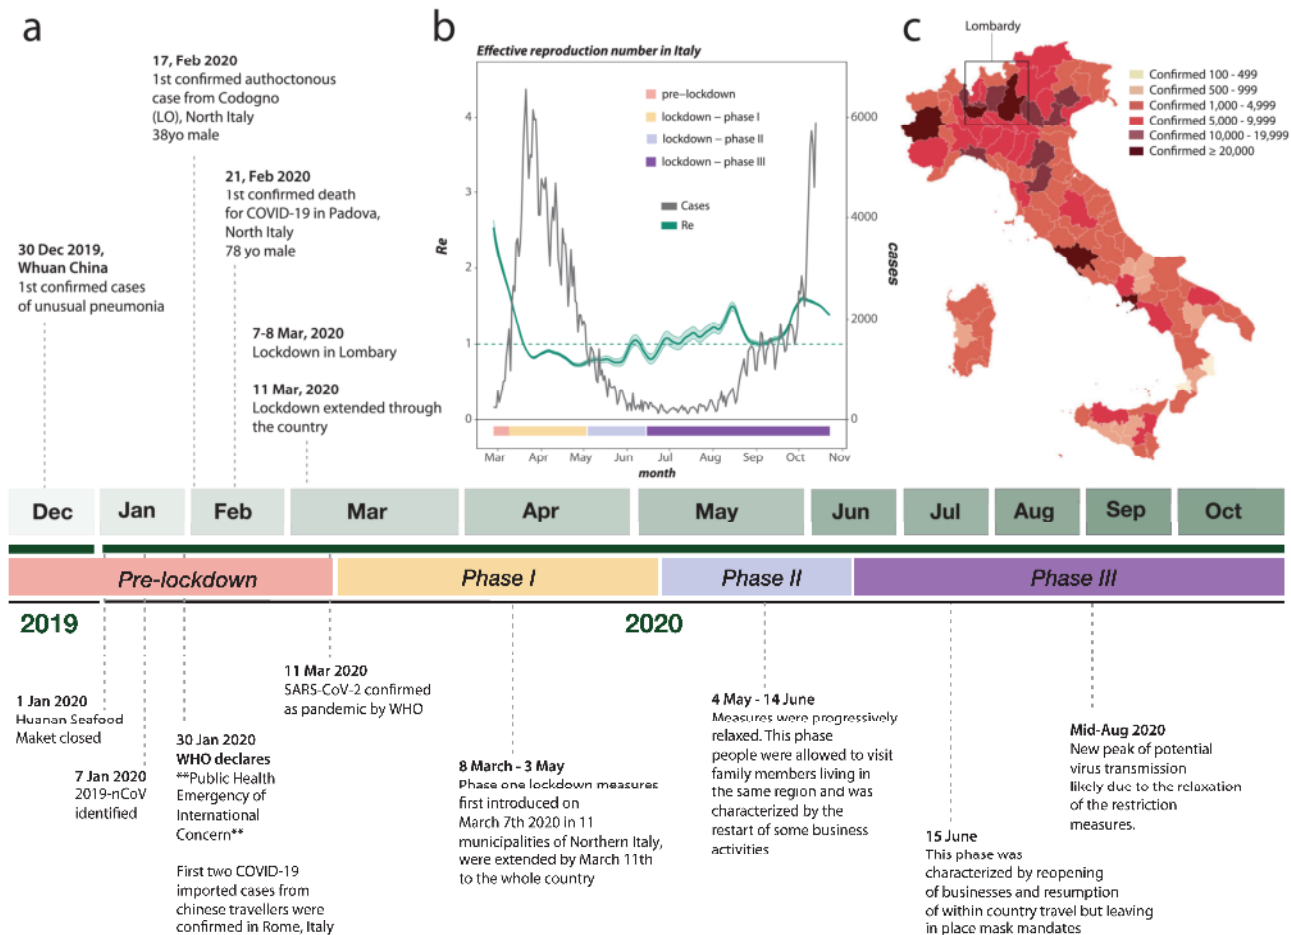 a
17, Feb 2020
1st confirmed authoctonous
case from Codogno
(LO), North Italy
38yo male
21, Feb 2020
1st confirmed death
for COVID-19 in Padova,
North Italy
78 yo male
30 Dec 2019,
Whuan China
1st confirmed cases
of unusual pneumonia
7-8 Mar, 2020
Lockdown in Lombary
11 Mar, 2020
Lockdown extended through
the country
b
Effective reproduction number in Italy
pre–lockdown
lockdown – phase I
lockdown – phase II
lockdown – phase III
Cases
Re
4
3
2
1
0
Re
6000
4000
2000
0
cases
Mar Apr May Jun Jul Aug Sep Oct Nov
month
c
Lombardy
Confirmed 100 - 499
Confirmed 500 - 999
Confirmed 1,000 - 4,999
Confirmed 5,000 - 9,999
Confirmed 10,000 - 19,999
Confirmed ≥ 20,000
Dec Jan Feb Mar Apr May Jun Jul Aug Sep Oct
Pre-lockdown Phase I Phase II Phase III
2019 2020
1 Jan 2020
Huanan Seafood
Maket closed
7 Jan 2020
2019-nCoV
identified
30 Jan 2020
WHO declares
**Public Health
Emergency of
International
Concern**
First two COVID-19
imported cases from
chinese travellers were
confirmed in Rome, Italy
11 Mar 2020
SARS-CoV-2 confirmed
as pandemic by WHO
8 March - 3 May
Phase one lockdown measures
first introduced on
March 7th 2020 in 11
municipalities of Northern Italy,
were extended by March 11th
to the whole country
4 May - 14 June
Measures were progressively
relaxed. This phase
people were allowed to visit
family members living in
the same region and was
characterized by the
restart of some business
activities
15 June
This phase was
characterized by reopening
of businesses and resumption
of within country travel but leaving
in place mask mandates
Mid-Aug 2020
New peak of potential
virus transmission
likely due to the relaxation
of the restriction
measures.